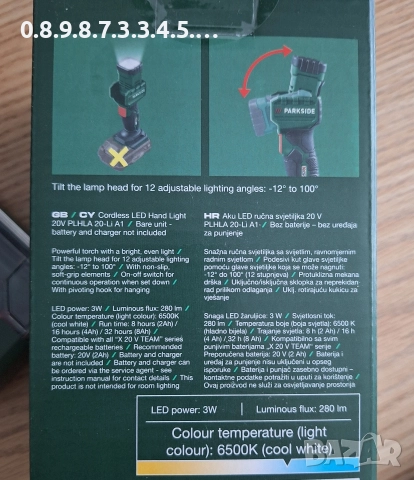 0.8.9.8.7.3.0.7.3.3
PARKSIDE
Tilt the lamp head for 12 adjustable lighting angles: -12° to 100°
GB / CY Cordless LED Hand Light
20V PLHLA 20-Li A1 / Bare unit -
battery and charger not included
HR Aku LED ručna svjetiljka 20 V
PLHLA 20-Li A1 / Bez baterije – bez uređaja
za punjenje
Powerful torch with a bright, even light /
Tilt the lamp head for 12 adjustable lighting
angles: -12° to 100° / With non-slip,
soft-grip elements / On-off switch for
continuous operation when set down /
With pivoting hook for hanging
Snažna ručna svjetiljka sa svijetlim, ravnomjernim
radnim svjetlom / Podesivi kut glave svjetiljke
pomoću glave svjetiljke koja se može nagnuti:
-12° do 100° (12 stupnjeva) / Protuklizna mekana
drška / Uključno/isključna sklopka za neprekidan
rad prilikom odlaganja / Uklj. rotirajuću kukicu za
vješanje
LED power: 3W / Luminous flux: 280 lm /
Colour temperature (light colour): 6500K
(cool white) / Run time: 8 hours (2Ah) /
16 hours (4Ah) / 32 hours (8Ah) /
Compatible with all "X 20 V TEAM" series
rechargeable batteries / Recommended
battery: 20V (2Ah) / Battery and charger
are not included / Battery and charger can
be ordered via the service agent - see
instruction manual for contact details / This
product is not intended for room lighting
Snaga LED žarulje: 3 W / Svjetlosni tok:
280 lm / Temperatura boje (boja svjetla): 6500 K
(hladno bijela) / Trajanje svjetla: 8 h (2 Ah) / 16 h
(4 Ah) / 32 h (8 Ah) / Kompatibilno sa svim
punjivim baterijama „X 20 V TEAM" serije /
Preporučena baterija: 20 V (2 Ah) / Baterija i
uređaj za punjenje nisu uključeni u opseg
isporuke / Bateriju i punjač zasebno dostupni –
kontaktne podatke potražiti u uputi za korištenje /
Ovaj proizvod ne služi za osvjetljavanje prostorija
LED power: 3W
Luminous flux: 280 lm
Colour temperature (light
colour): 6500K (cool white)
BAZAR